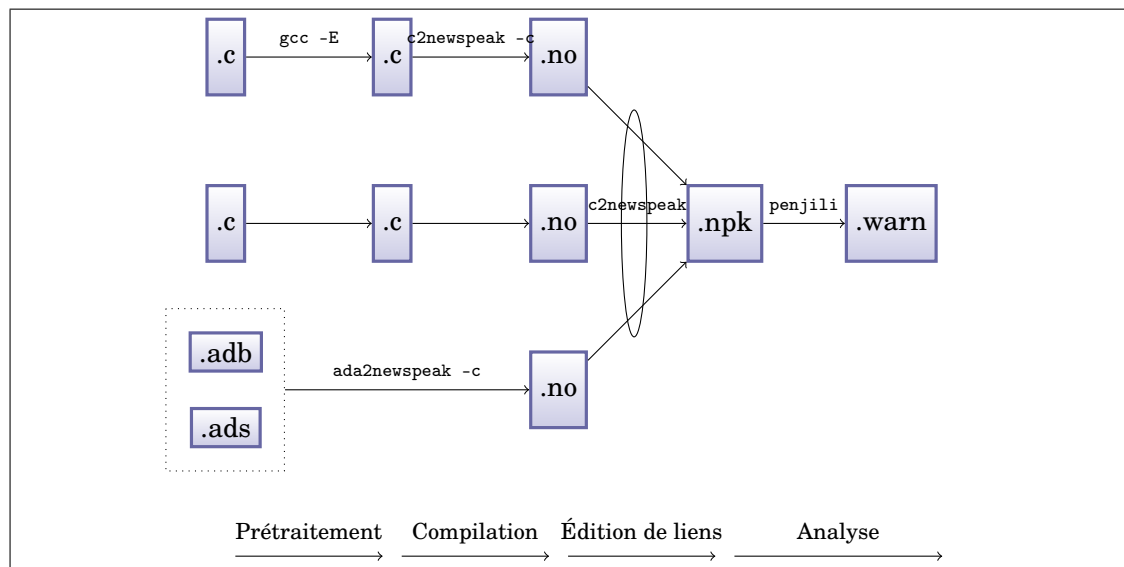 .c gcc -E .c c2newspeak -c .no
.c .c .no c2newspeak .npk penjili .warn
.adb
ada2newspeak -c .no
.ads
Prétraitement Compilation Édition de liens Analyse